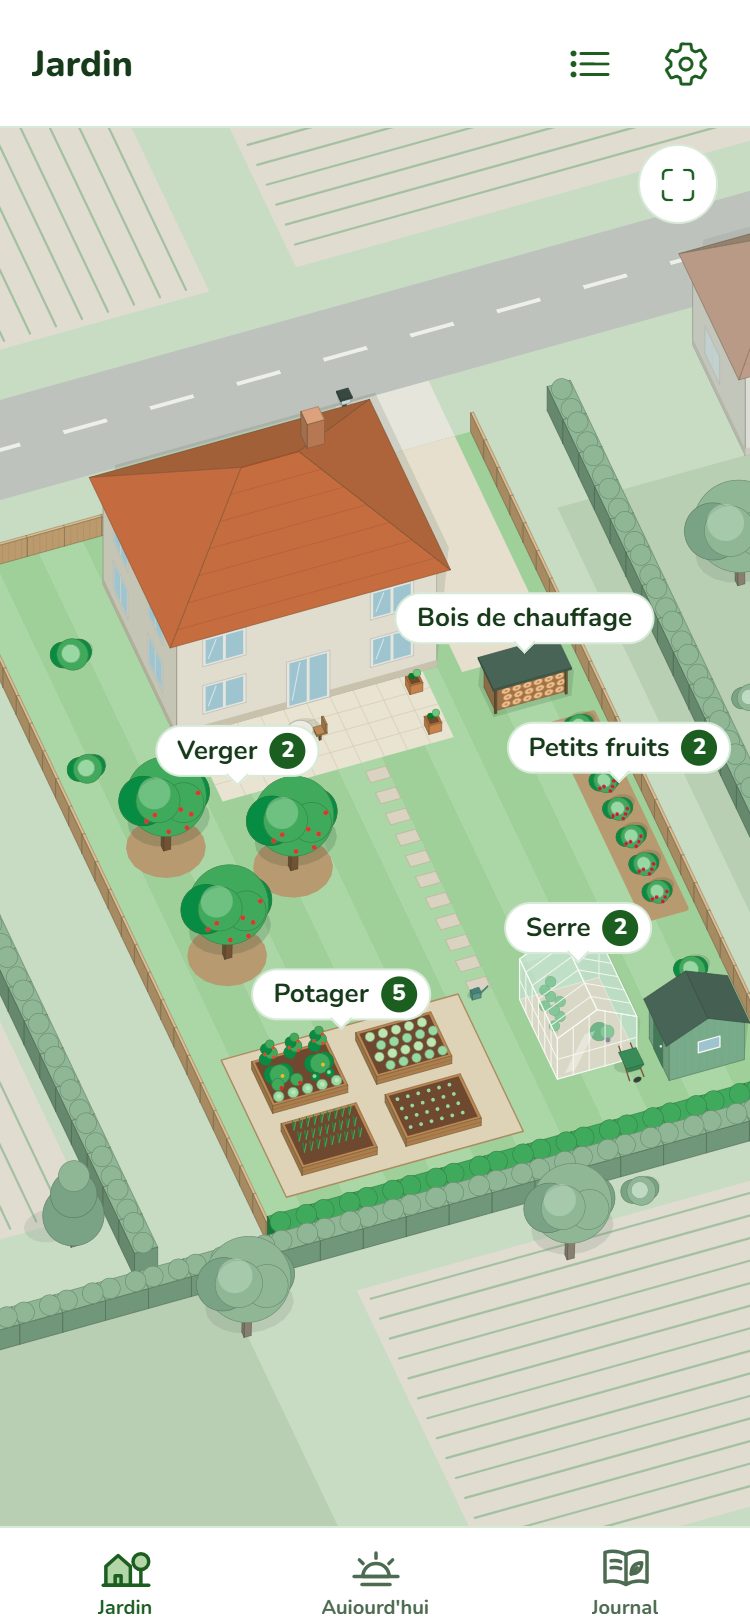 Jardin
Bois de chauffage
Petits fruits 2
Verger 2
Serre 2
Potager 5
Jardin
Aujourd'hui
Journal